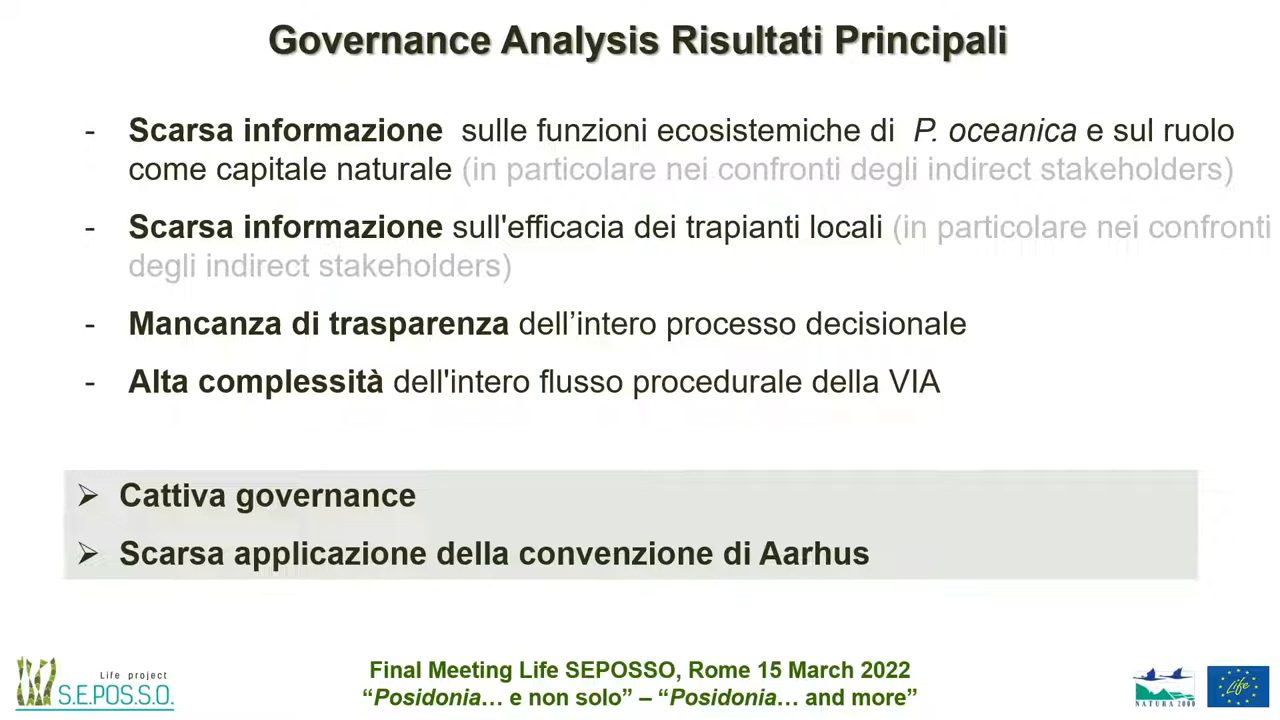 Governance Analysis Risultati Principali
- Scarsa informazione sulle funzioni ecosistemiche di P. oceanica e sul ruolo
come capitale naturale (in particolare nei confronti degli indirect stakeholders)
- Scarsa informazione sull'efficacia dei trapianti locali (in particolare nei confronti
degli indirect stakeholders)
- Mancanza di trasparenza dell’intero processo decisionale
- Alta complessità dell'intero flusso procedurale della VIA
➢ Cattiva governance
➢ Scarsa applicazione della convenzione di Aarhus
Life project
S.E.POS.S.O.
Final Meeting Life SEPOSSO, Rome 15 March 2022
“Posidonia… e non solo” – “Posidonia… and more”
NATURA 2000
Life